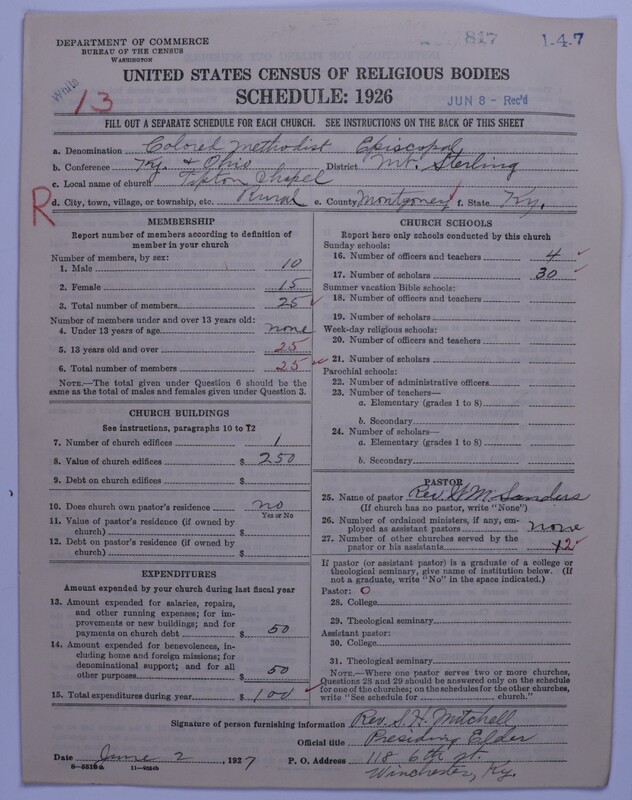 817
1-4-7
DEPARTMENT OF COMMERCE
BUREAU OF THE CENSUS
WASHINGTON
White
13
UNITED STATES CENSUS OF RELIGIOUS BODIES
SCHEDULE: 1926
JUN 8 - Rec'd
FILL OUT A SEPARATE SCHEDULE FOR EACH CHURCH. SEE INSTRUCTIONS ON THE BACK OF THIS SHEET
a. Denomination Colored Methodist Episcopal
b. Conference Ky. & Ohio District Mt. Sterling
c. Local name of church Tipton Chapel
R
d. City, town, village, or township, etc. Rural e. County Montgomery f. State Ky.
MEMBERSHIP
Report number of members according to definition of
member in your church
Number of members, by sex:
1. Male 10
2. Female 15
3. Total number of members 25
Number of members under and over 13 years old:
4. Under 13 years of age none
5. 13 years old and over 25
6. Total number of members 25
NOTE.—The total given under Question 6 should be the
same as the total of males and females given under Question 3.
CHURCH BUILDINGS
See instructions, paragraphs 10 to 12
7. Number of church edifices 1
8. Value of church edifices $ 250
9. Debt on church edifices $
10. Does church own pastor's residence no
Yes or No
11. Value of pastor's residence (if owned by
church) $
12. Debt on pastor's residence (if owned by
church) $
EXPENDITURES
Amount expended by your church during last fiscal year
13. Amount expended for salaries, repairs,
and other running expenses; for im-
provements or new buildings; and for
payments on church debt $ 50
14. Amount expended for benevolences, in-
cluding home and foreign missions; for
denominational support; and for all
other purposes $ 50
15. Total expenditures during year $ 100
CHURCH SCHOOLS
Report here only schools conducted by this church
Sunday schools:
16. Number of officers and teachers 4
17. Number of scholars 30
Summer vacation Bible schools:
18. Number of officers and teachers
19. Number of scholars
Week-day religious schools:
20. Number of officers and teachers
21. Number of scholars
Parochial schools:
22. Number of administrative officers
23. Number of teachers—
a. Elementary (grades 1 to 8)
b. Secondary
24. Number of scholars—
a. Elementary (grades 1 to 8)
b. Secondary
PASTOR
25. Name of pastor Rev. Sanders
(If church has no pastor, write "None")
26. Number of ordained ministers, if any, em-
ployed as assistant pastors none
27. Number of other churches served by the
pastor or his assistants 2
If pastor (or assistant pastor) is a graduate of a college or
theological seminary, give name of institution below. (If
not a graduate, write "No" in the space indicated.)
Pastor: O
28. College
29. Theological seminary
Assistant pastor:
30. College
31. Theological seminary
NOTE.—Where one pastor serves two or more churches,
Questions 28 and 29 should be answered only on the schedule
for one of the churches; on the schedules for the other churches,
write "See schedule for church."
Signature of person furnishing information Rev. S. H. Mitchell
Official title Presiding Elder
Date June 2, 1927 P. O. Address 118 6th st.
Winchester, Ky.